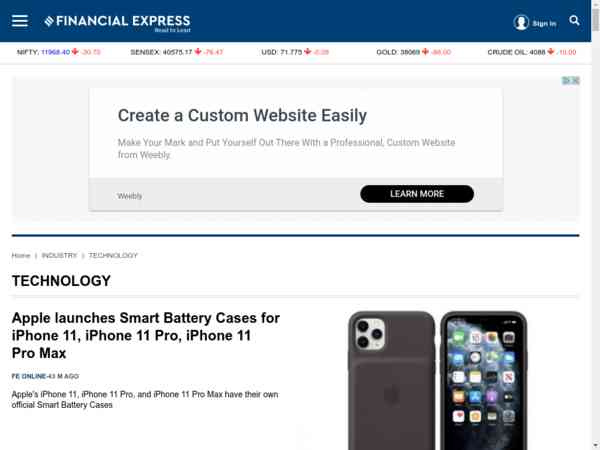 FINANCIAL EXPRESS
Read to Lead
Sign in
NIFTY: 11968.40 -30.70 SENSEX: 40575.17 -76.47 USD: 71.775 -0.28 GOLD: 38069 -88.00 CRUDE OIL: 4088 -10.00
Create a Custom Website Easily
Make Your Mark and Put Yourself Out There With a Professional, Custom Website
from Weebly.
Weebly
LEARN MORE
Home | INDUSTRY | TECHNOLOGY
TECHNOLOGY
Apple launches Smart Battery Cases for
iPhone 11, iPhone 11 Pro, iPhone 11
Pro Max
FE ONLINE-43 M AGO
Apple's iPhone 11, iPhone 11 Pro, and iPhone 11 Pro Max have their own
official Smart Battery Cases